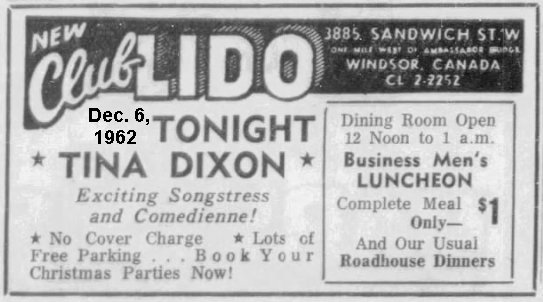 NEW
Club LIDO
3885 SANDWICH ST. W
ONE MILE WEST OF AMBASSADOR BRIDGE
WINDSOR, CANADA
CL 2-2252
Dec. 6,
1962
TONIGHT
★ TINA DIXON ★
Exciting Songstress
and Comedienne!
★ No Cover Charge ★ Lots of
Free Parking . . . Book Your
Christmas Parties Now!
Dining Room Open
12 Noon to 1 a.m.
Business Men's
LUNCHEON
Complete Meal $1
Only—
And Our Usual
Roadhouse Dinners